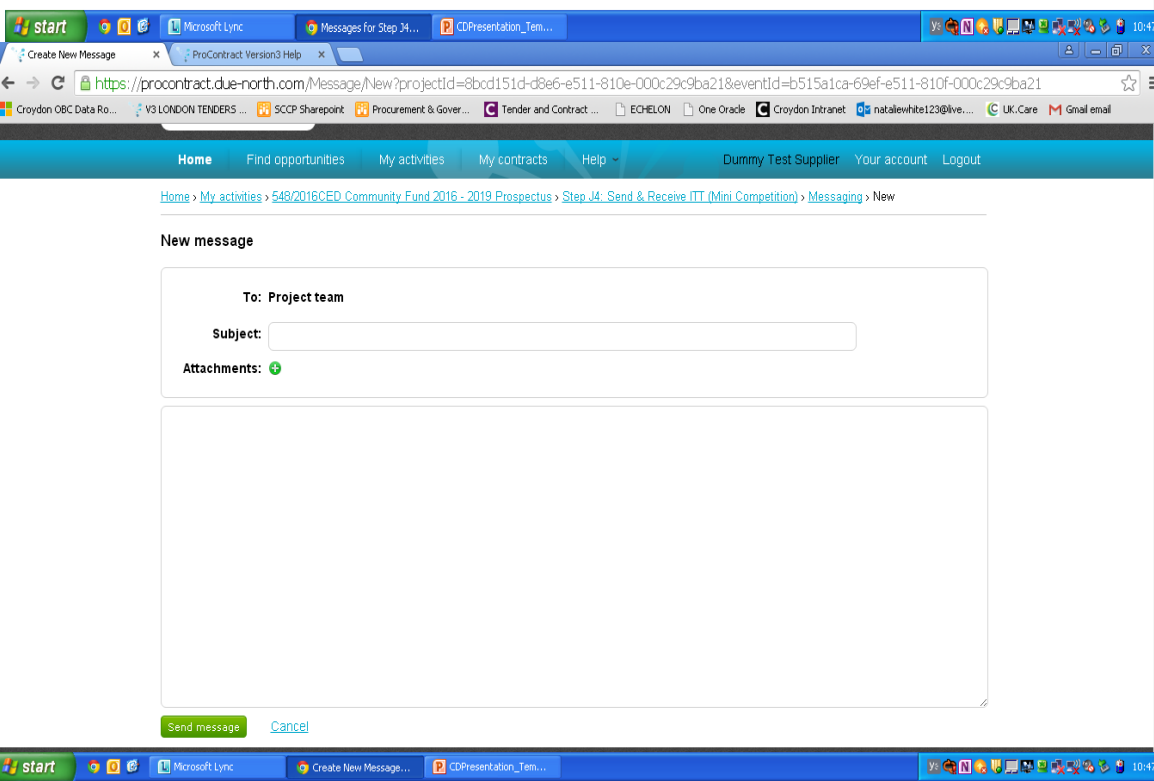 start Microsoft Lync Messages for Step J4... CDPresentation_Tem... 10:47
Create New Message x ProContract Version3 Help x
https://procontract.due-north.com/Message/New?projectId=8bcd151d-d8e6-e511-810e-000c29c9ba21&eventId=b515a1ca-69ef-e511-810f-000c29c9ba21
Croydon OBC Data Ro... V3 LONDON TENDERS ... SCCP Sharepoint Procurement & Gover... Tender and Contract ... ECHELON One Oracle Croydon Intranet nataliewhite123@live.... UK.Care Gmail email
Home Find opportunities My activities My contracts Help Dummy Test Supplier Your account Logout
Home › My activities › 548/2016CED Community Fund 2016 - 2019 Prospectus › Step J4: Send & Receive ITT (Mini Competition) › Messaging › New
New message
To: Project team
Subject:
Attachments:
Send message Cancel
start Microsoft Lync Create New Message... CDPresentation_Tem... 10:47